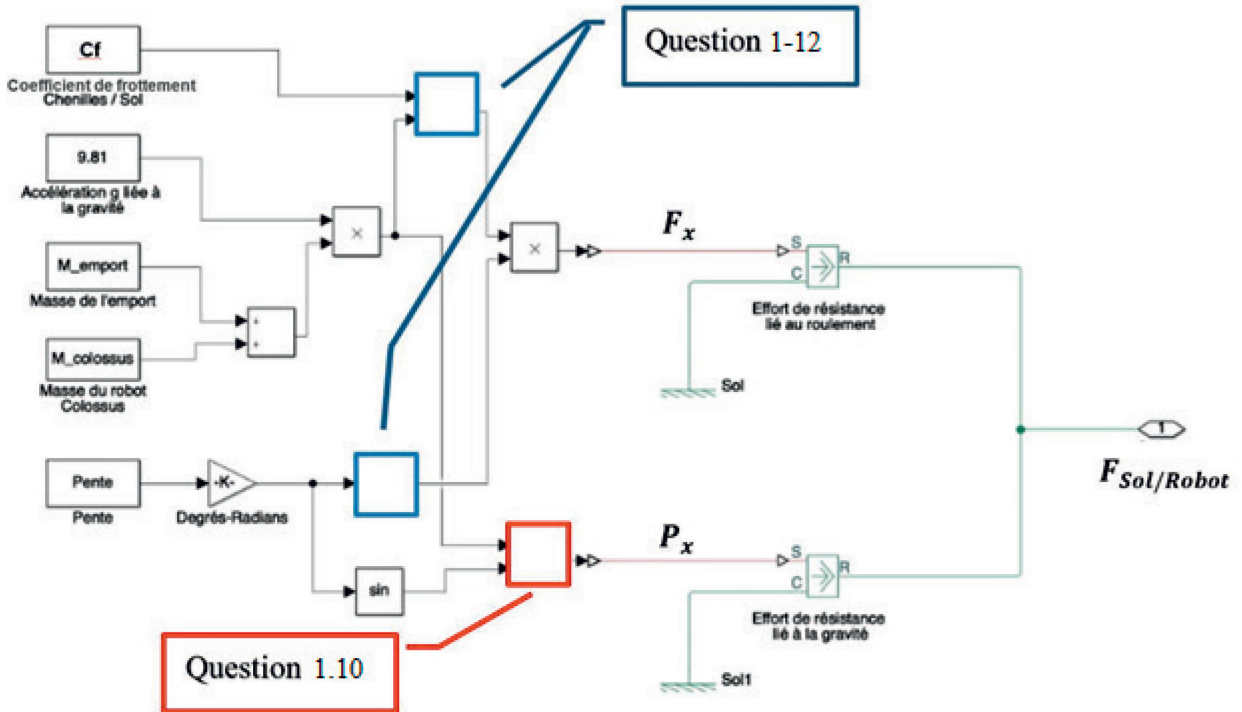 Cf
Coefficient de frottement
Chenilles / Sol
Question 1-12
9.81
Accélération g liée à
la gravité
×
×
M_emport
Masse de l'emport
+
+
M_colossus
Masse du robot
Colossus
F_x
S
C
R
Effort de résistance
lié au roulement
Sol
1
F_Sol/Robot
Pente
Pente
-K-
Degrés-Radians
sin
P_x
S
C
R
Effort de résistance
lié à la gravité
Sol1
Question 1.10